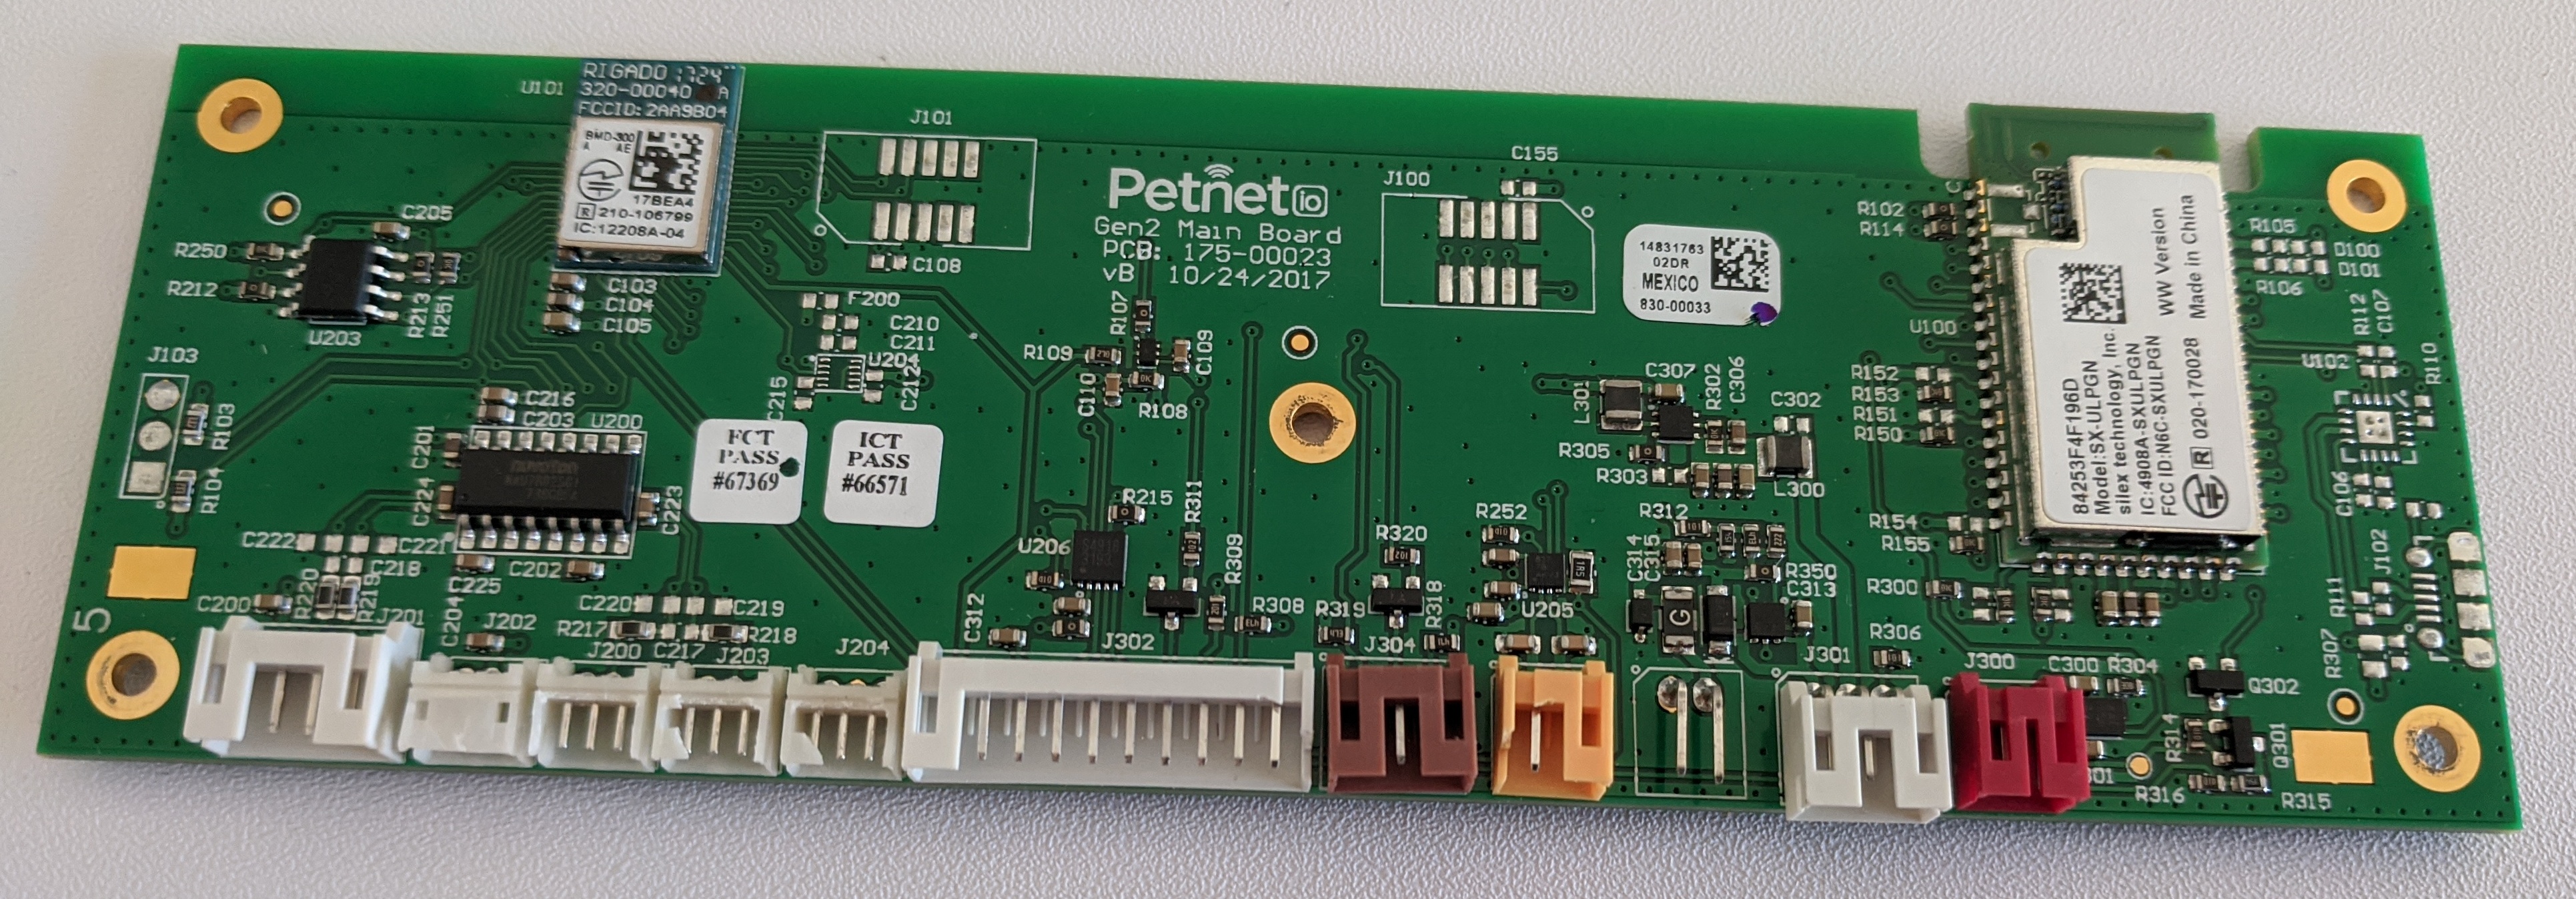 RIGADO 1724
U101
320-00040 A
FCCID: 2AA9B04
BMD-300
A AE
17BEA4
R 210-106799
IC:12208A-04
J101
C108
Petnet io
Gen2 Main Board
PCB: 175-00023
vB 10/24/2017
C155
J100
14831763
02DR
MEXICO
830-00033
R102
R114
U100
R152
R153
R151
R150
R154
R155
R300
84253F4F196D
Model:SX-ULPGN
silex technology, Inc.
IC:4908A-SXULPGN
FCC ID:N6C-SXULPGN
R 020-170028
WW Version
Made in China
R105
D100
D101
R106
R112
C107
U102
R110
C106
J102
R111
R307
C205
R250
R212
R213
R251
U203
C103
C104
C105
J103
R103
R104
C216
C203
U200
C201
C224
C223
nuvoton
C222
C221
C218
C225
C202
R220
R219
C200
J201
C204
J202
C220
C219
R217
R218
J200
C217
J203
J204
5
F200
C210
C211
U204
C212
C215
FCT
PASS
#67369
ICT
PASS
#66571
R107
R109
C109
C110
R108
R215
U206
R311
R309
R308
C312
J302
R320
R319
R318
J304
R252
U205
1R5
L301
C307
R302
C306
C302
R305
R303
L300
R312
C314
C315
R350
C313
G
R306
J301
J300
C300
R304
Q302
R314
Q301
R316
R315